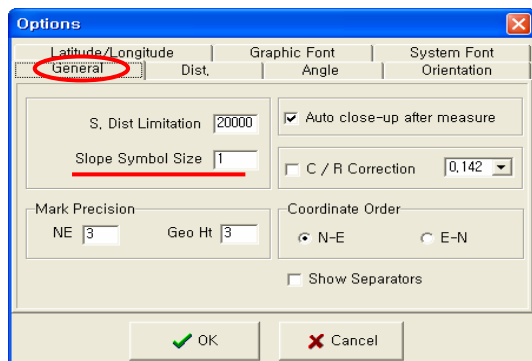 Options
Latitude/Longitude Graphic Font System Font
General Dist. Angle Orientation
S. Dist Limitation 20000
Slope Symbol Size 1
Auto close-up after measure
C / R Correction 0.142
Mark Precision
NE 3 Geo Ht 3
Coordinate Order
N-E E-N
Show Separators
OK Cancel